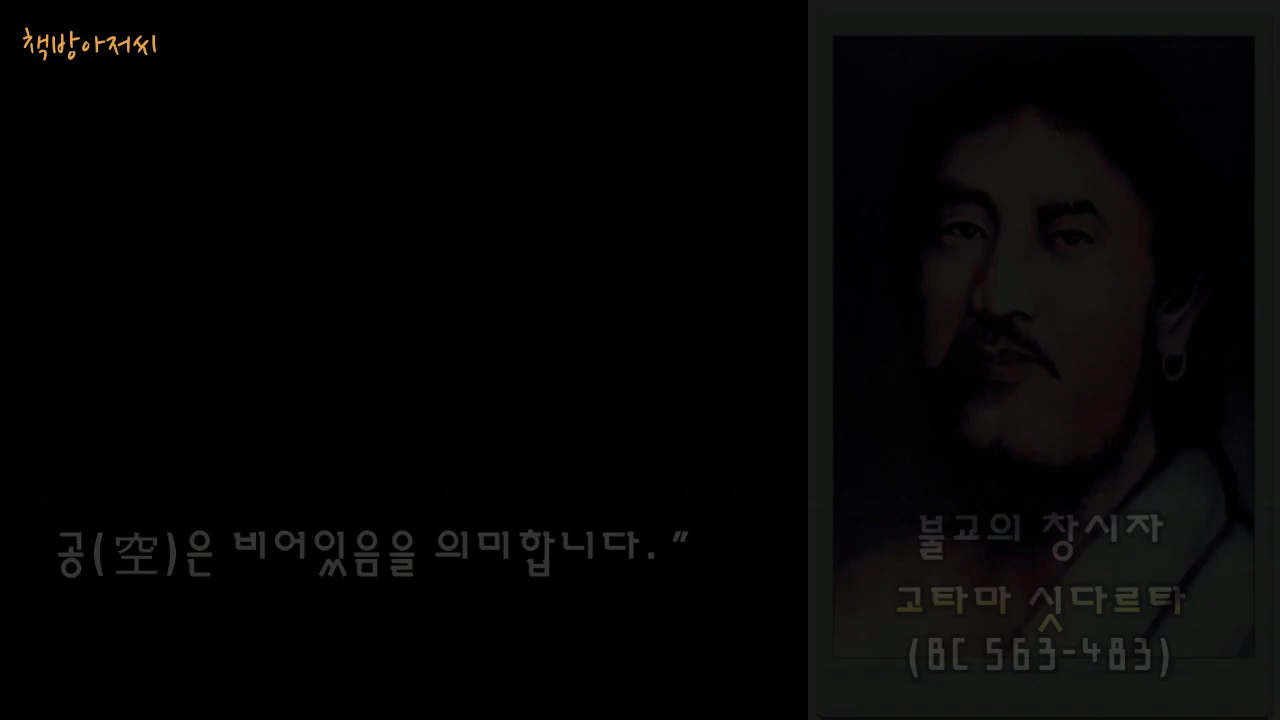 책방아저씨
공(空)은 비어있음을 의미합니다.”
불교의 창시자
고타마 싯다르타
(BC 563-483)